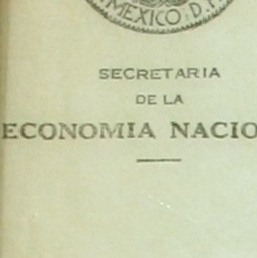 MEXICO, D.F.
SECRETARIA
DE LA
ECONOMIA NACIO